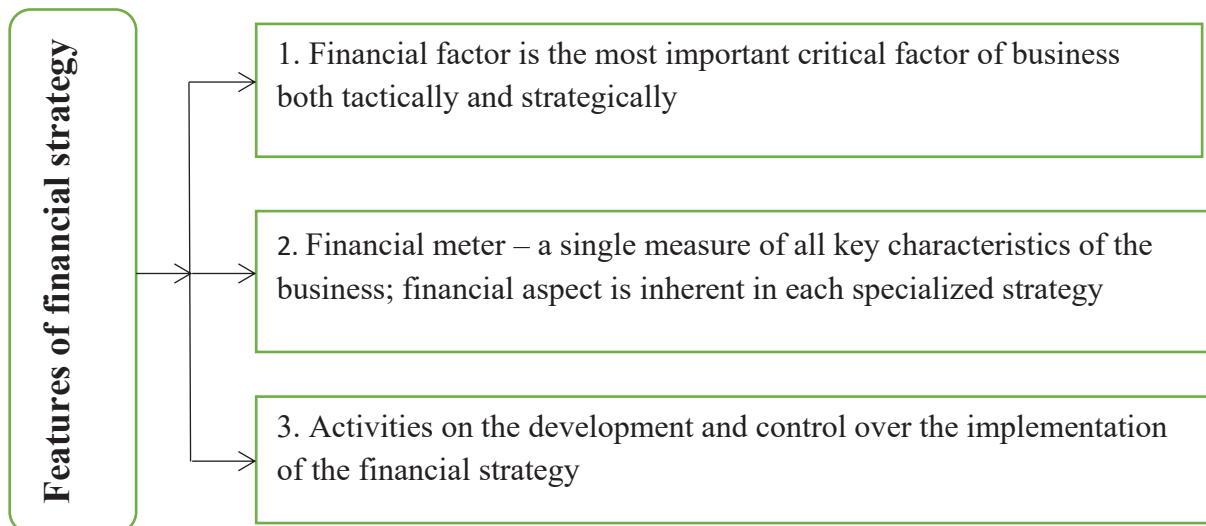 Features of financial strategy
1. Financial factor is the most important critical factor of business
both tactically and strategically
2. Financial meter – a single measure of all key characteristics of the
business; financial aspect is inherent in each specialized strategy
3. Activities on the development and control over the implementation
of the financial strategy